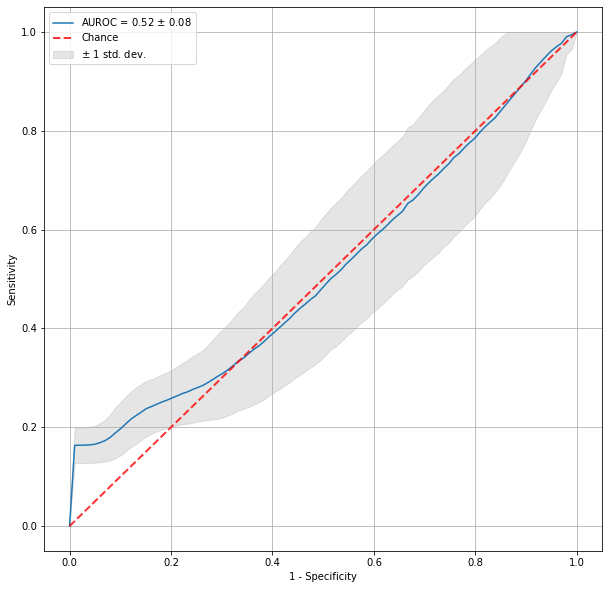 AUROC = 0.52 ± 0.08
Chance
± 1 std. dev.
1.0
0.8
0.6
0.4
0.2
0.0
Sensitivity
0.0 0.2 0.4 0.6 0.8 1.0
1 - Specificity